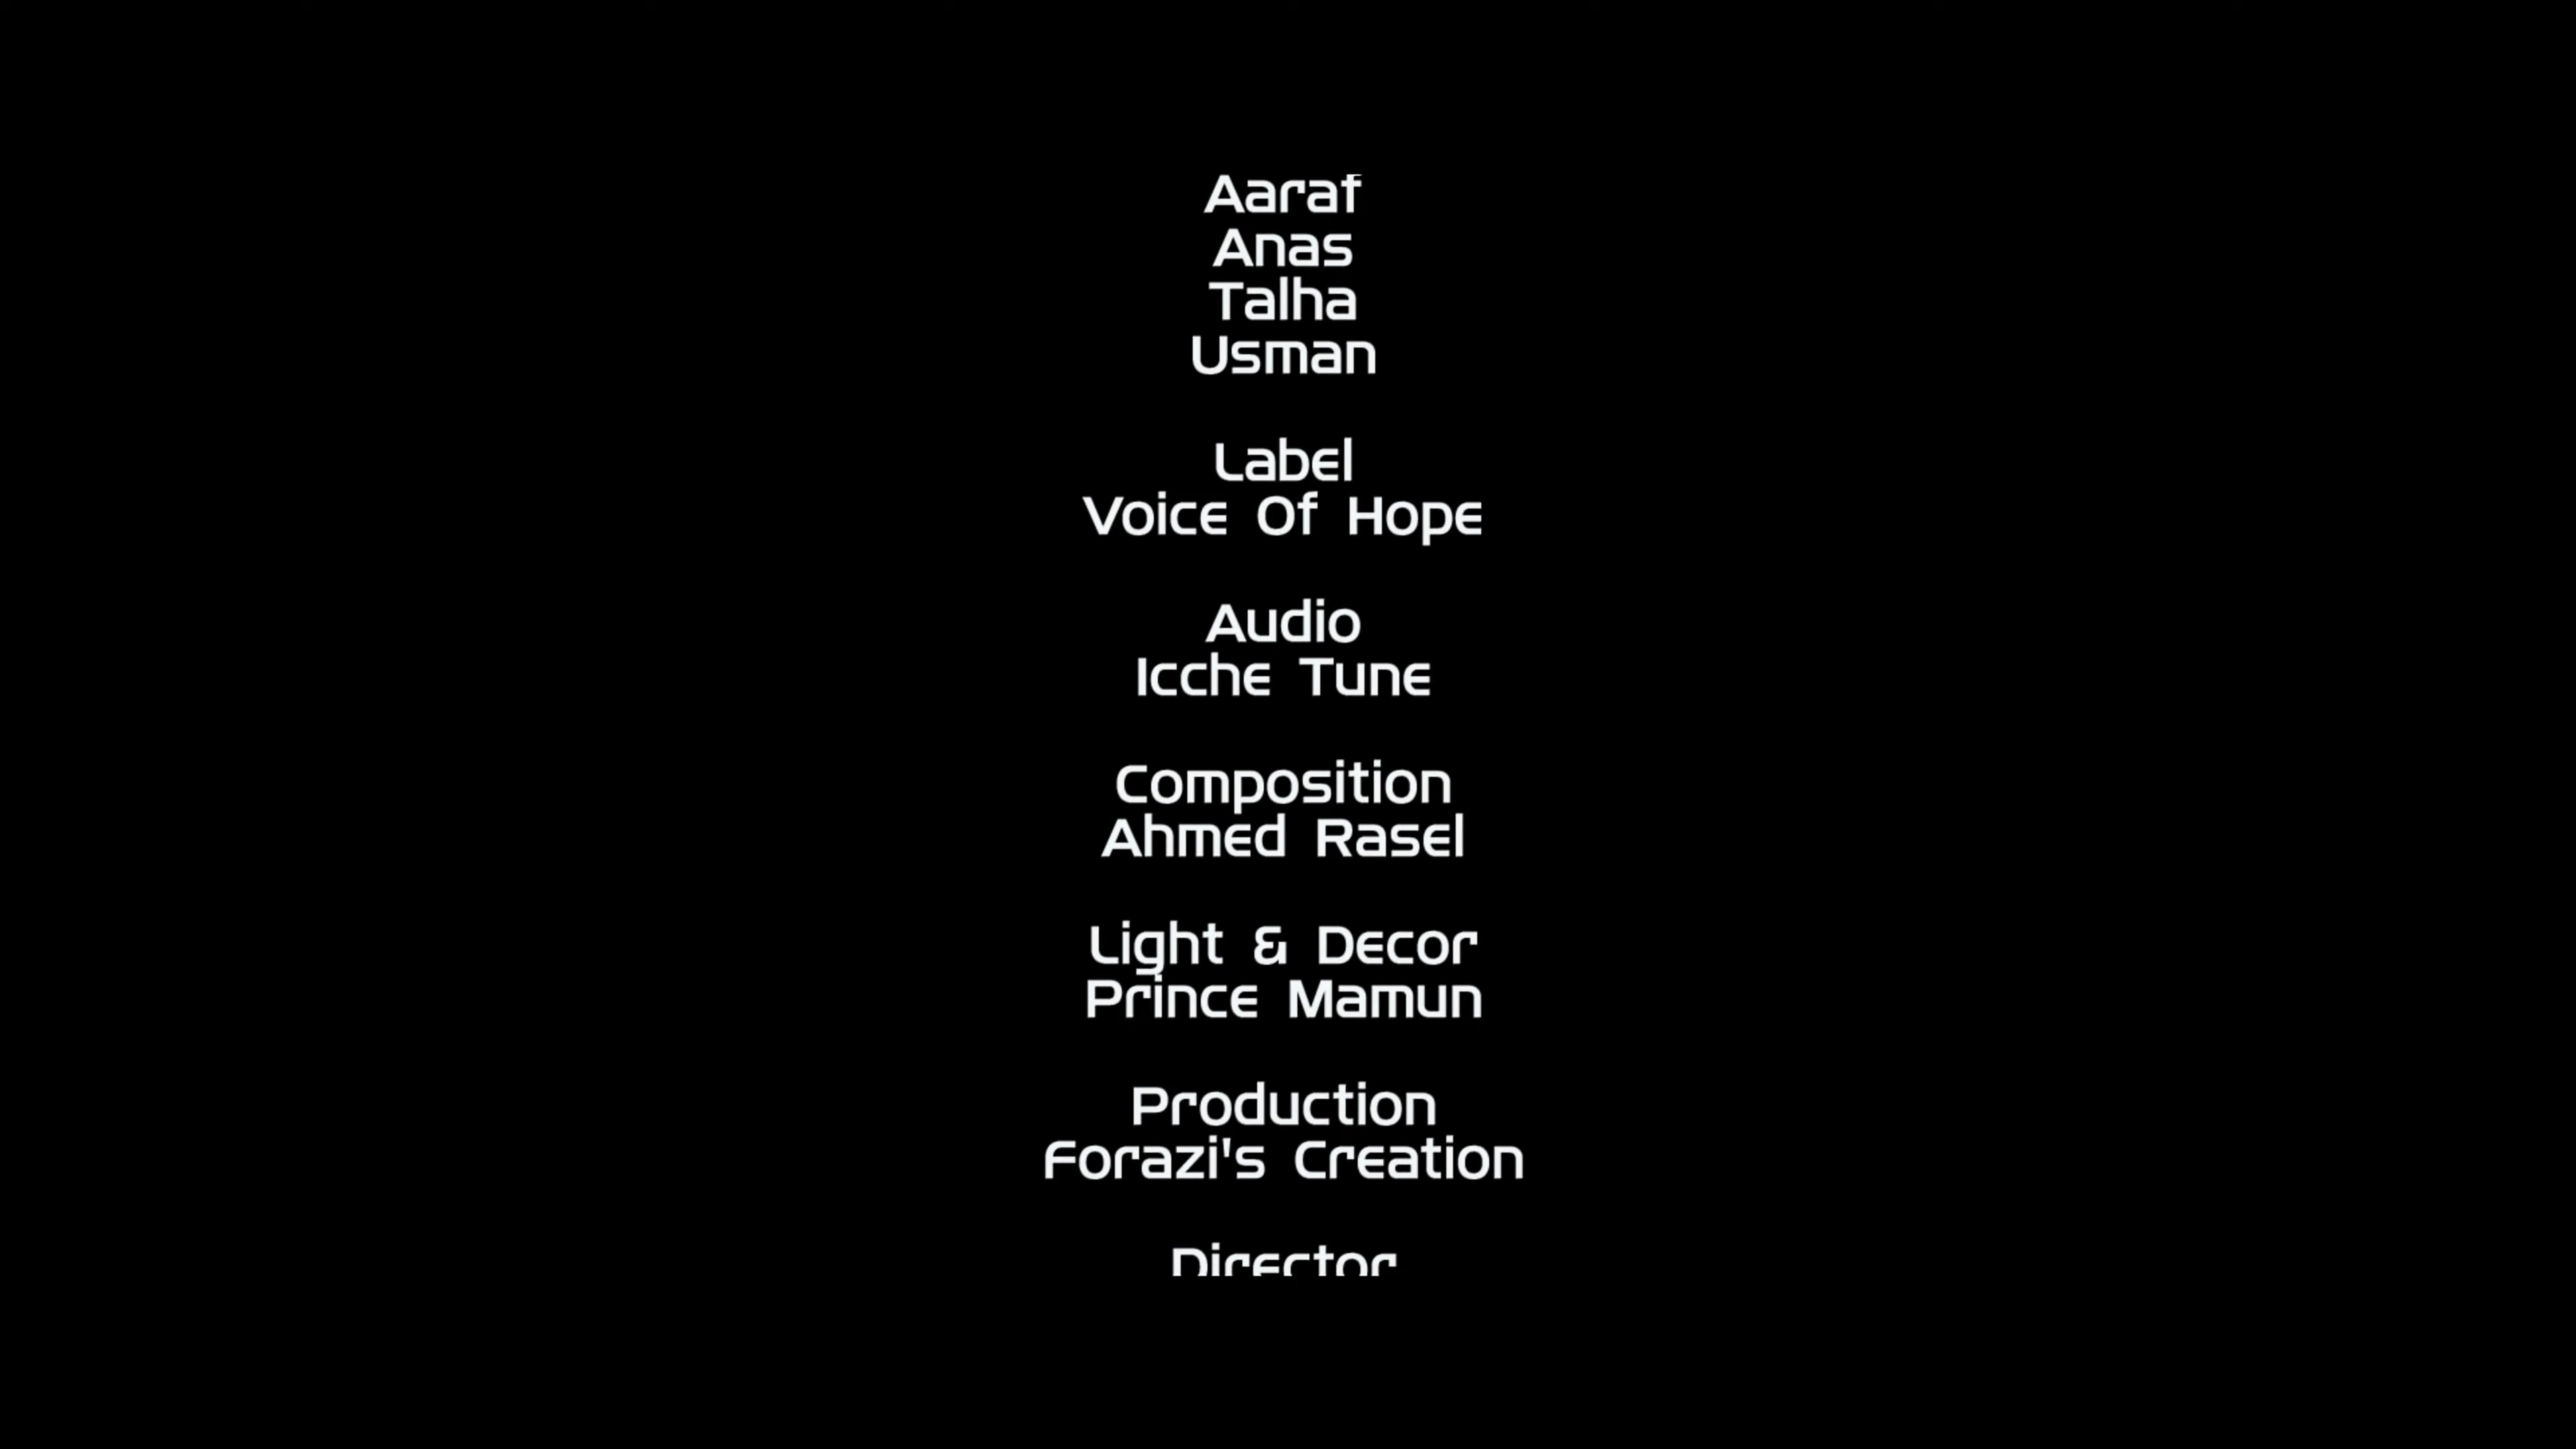 Aaraf
Anas
Talha
Usman
Label
Voice Of Hope
Audio
Icche Tune
Composition
Ahmed Rasel
Light & Decor
Prince Mamun
Production
Forazi's Creation
Director